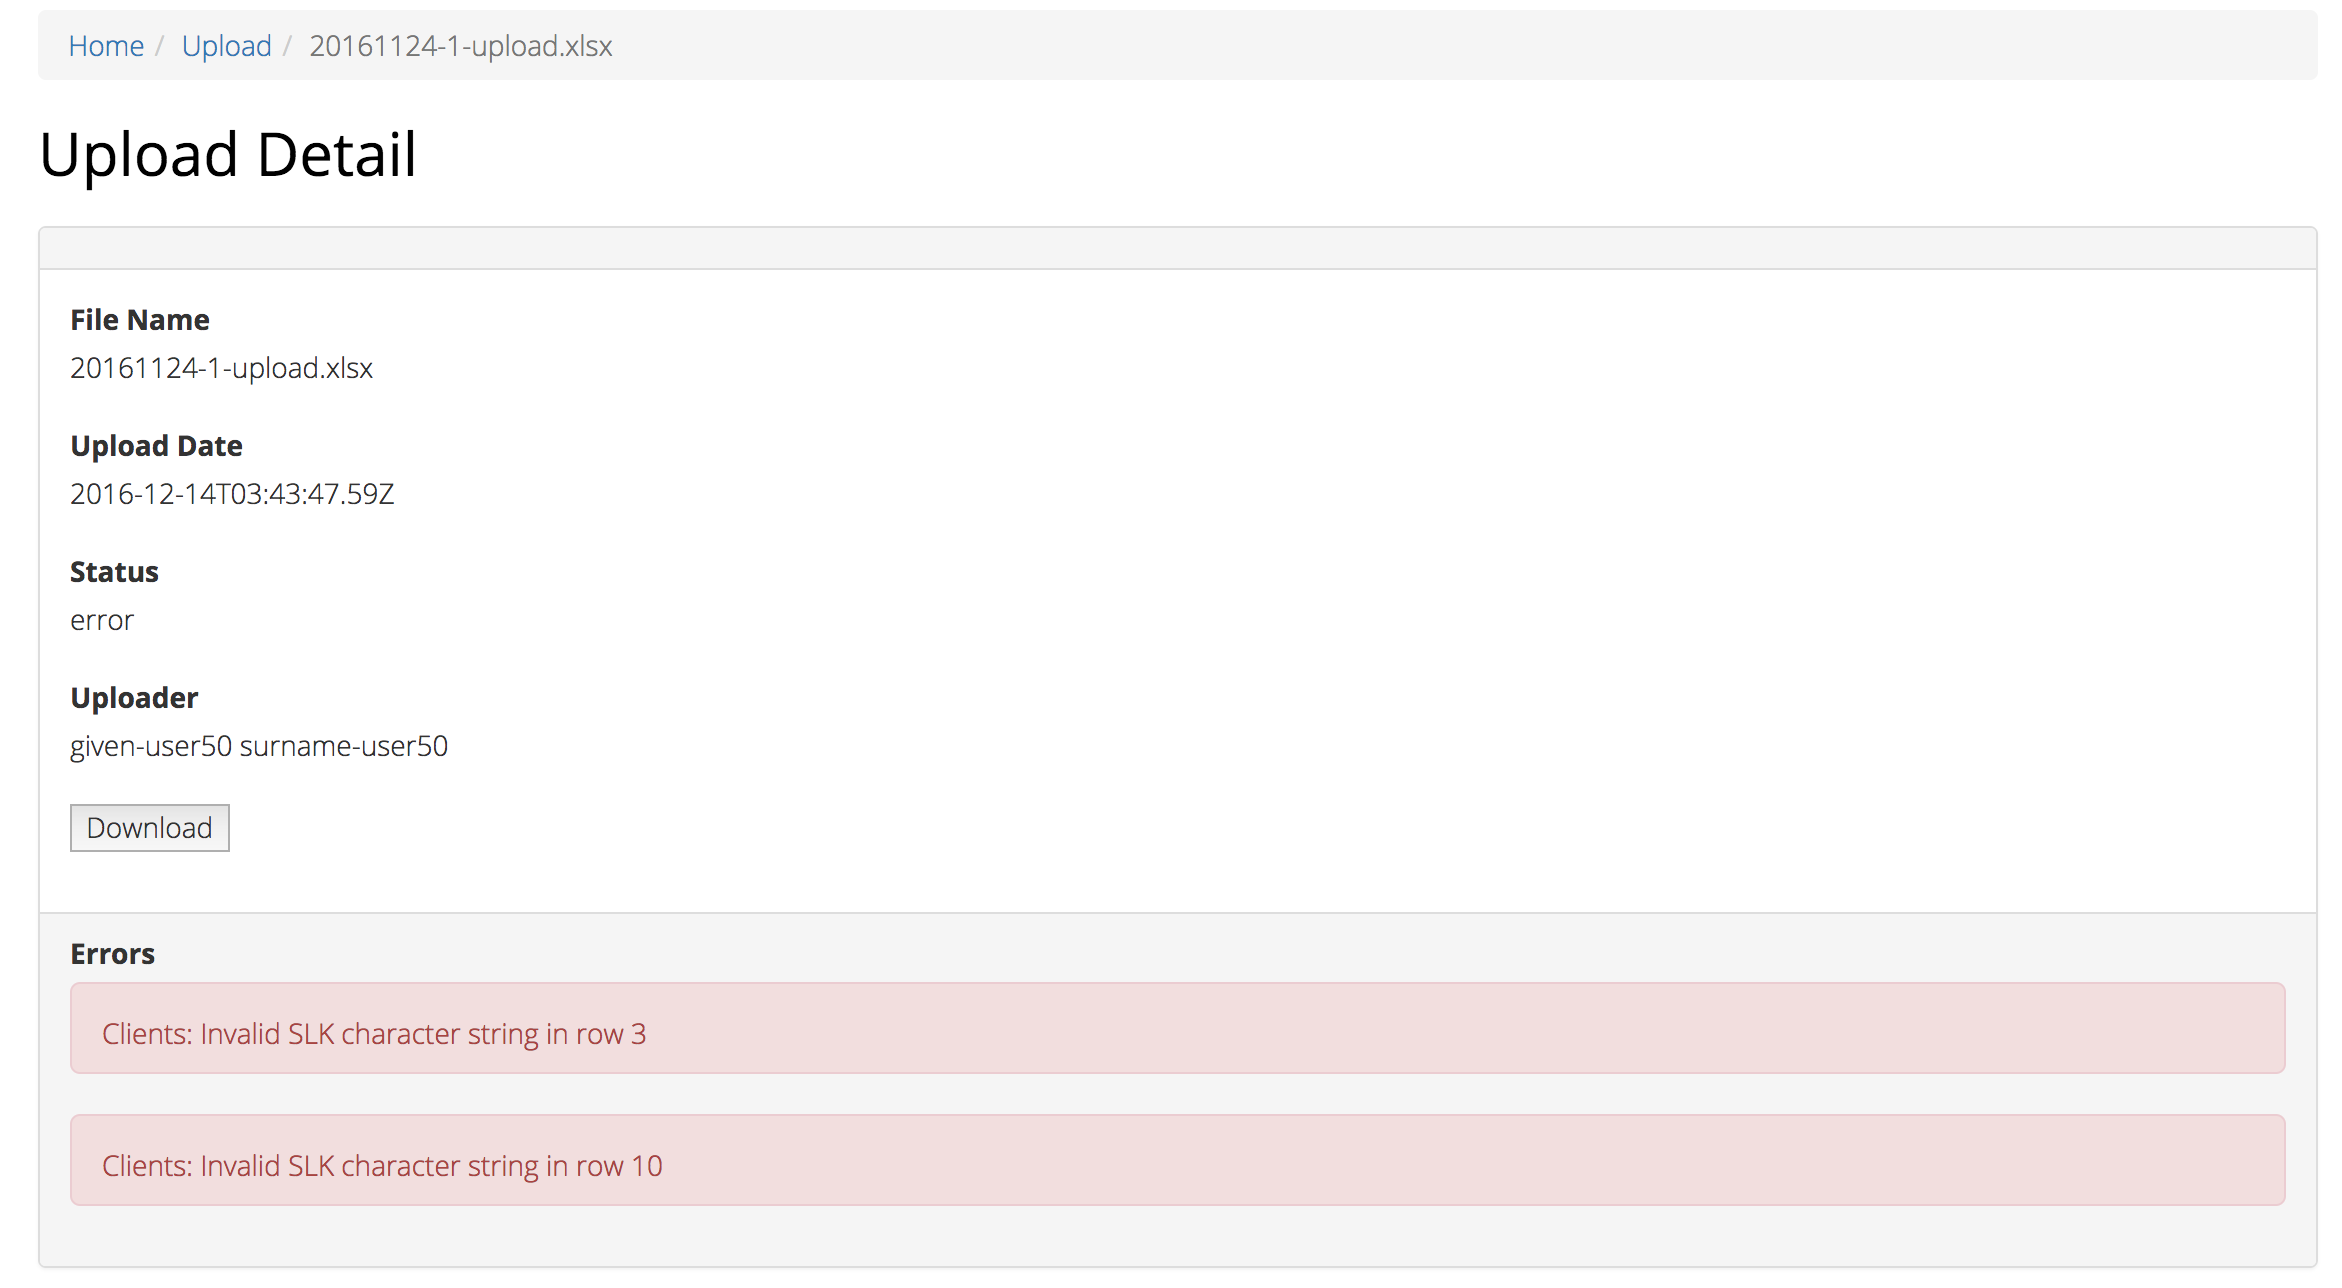 Home / Upload / 20161124-1-upload.xlsx
Upload Detail
File Name
20161124-1-upload.xlsx
Upload Date
2016-12-14T03:43:47.59Z
Status
error
Uploader
given-user50 surname-user50
Download
Errors
Clients: Invalid SLK character string in row 3
Clients: Invalid SLK character string in row 10